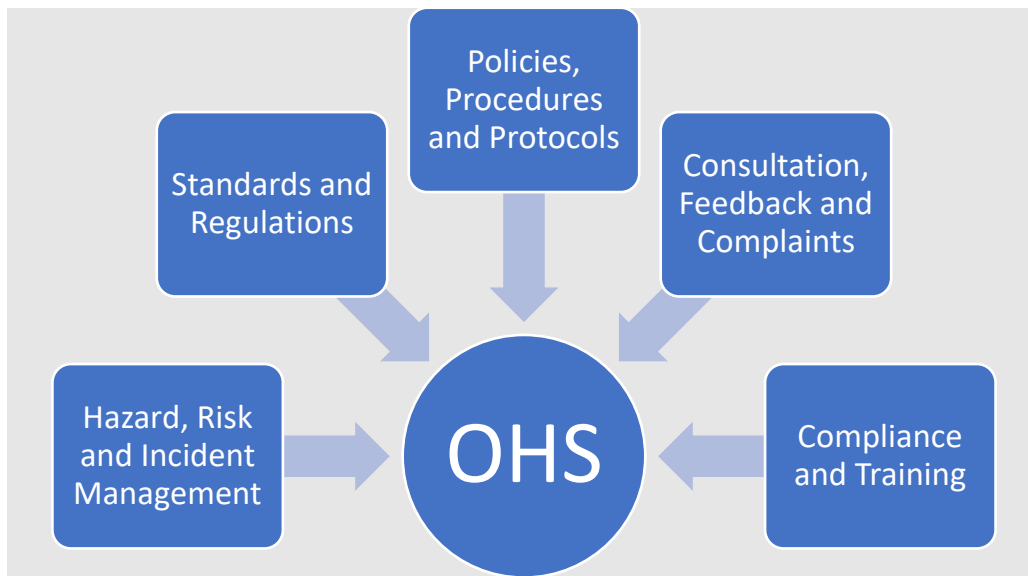 Policies,
Procedures
and Protocols
Standards and
Regulations
Consultation,
Feedback and
Complaints
Hazard, Risk
and Incident
Management
OHS
Compliance
and Training